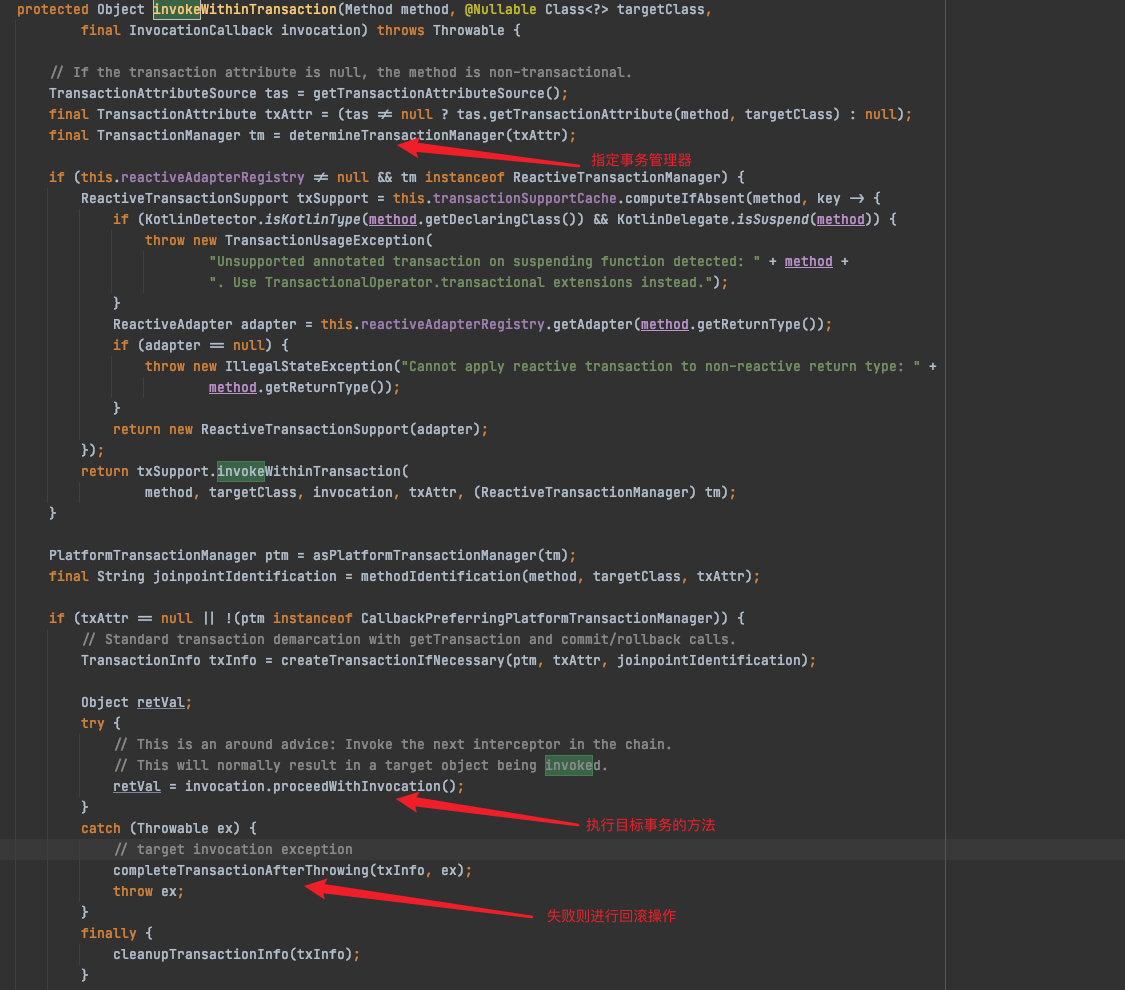 protected Object invokeWithinTransaction(Method method, @Nullable Class<?> targetClass,
final InvocationCallback invocation) throws Throwable {
// If the transaction attribute is null, the method is non-transactional.
TransactionAttributeSource tas = getTransactionAttributeSource();
final TransactionAttribute txAttr = (tas != null ? tas.getTransactionAttribute(method, targetClass) : null);
final TransactionManager tm = determineTransactionManager(txAttr);
指定事务管理器
if (this.reactiveAdapterRegistry != null && tm instanceof ReactiveTransactionManager) {
ReactiveTransactionSupport txSupport = this.transactionSupportCache.computeIfAbsent(method, key -> {
if (KotlinDetector.isKotlinType(method.getDeclaringClass()) && KotlinDelegate.isSuspend(method)) {
throw new TransactionUsageException(
"Unsupported annotated transaction on suspending function detected: " + method +
". Use TransactionalOperator.transactional extensions instead.");
}
ReactiveAdapter adapter = this.reactiveAdapterRegistry.getAdapter(method.getReturnType());
if (adapter == null) {
throw new IllegalStateException("Cannot apply reactive transaction to non-reactive return type: " +
method.getReturnType());
}
return new ReactiveTransactionSupport(adapter);
});
return txSupport.invokeWithinTransaction(
method, targetClass, invocation, txAttr, (ReactiveTransactionManager) tm);
}
PlatformTransactionManager ptm = asPlatformTransactionManager(tm);
final String joinpointIdentification = methodIdentification(method, targetClass, txAttr);
if (txAttr == null || !(ptm instanceof CallbackPreferringPlatformTransactionManager)) {
// Standard transaction demarcation with getTransaction and commit/rollback calls.
TransactionInfo txInfo = createTransactionIfNecessary(ptm, txAttr, joinpointIdentification);
Object retVal;
try {
// This is an around advice: Invoke the next interceptor in the chain.
// This will normally result in a target object being invoked.
retVal = invocation.proceedWithInvocation();
}
执行目标事务的方法
catch (Throwable ex) {
// target invocation exception
completeTransactionAfterThrowing(txInfo, ex);
throw ex;
}
失败则进行回滚操作
finally {
cleanupTransactionInfo(txInfo);
}